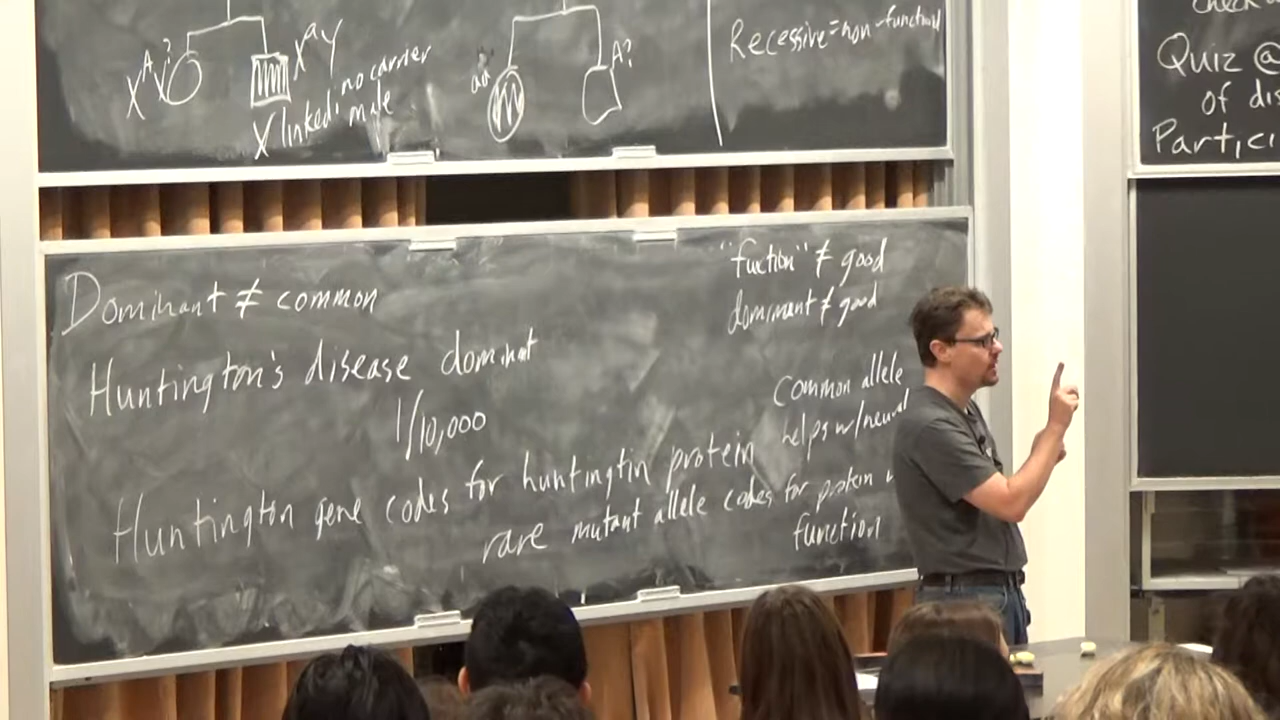 X^A X^?
X^a Y
X linked: no carrier
male
aa
A?
Recessive = non-functional
Quiz @
of dis
Partici
Dominant ≠ common
"fuction" ≠ good
dominant ≠ good
Huntington's disease dominant
1/10,000
Common allele
helps w/neural
Huntington gene codes for huntingtin protein
rare mutant allele codes for protein
function